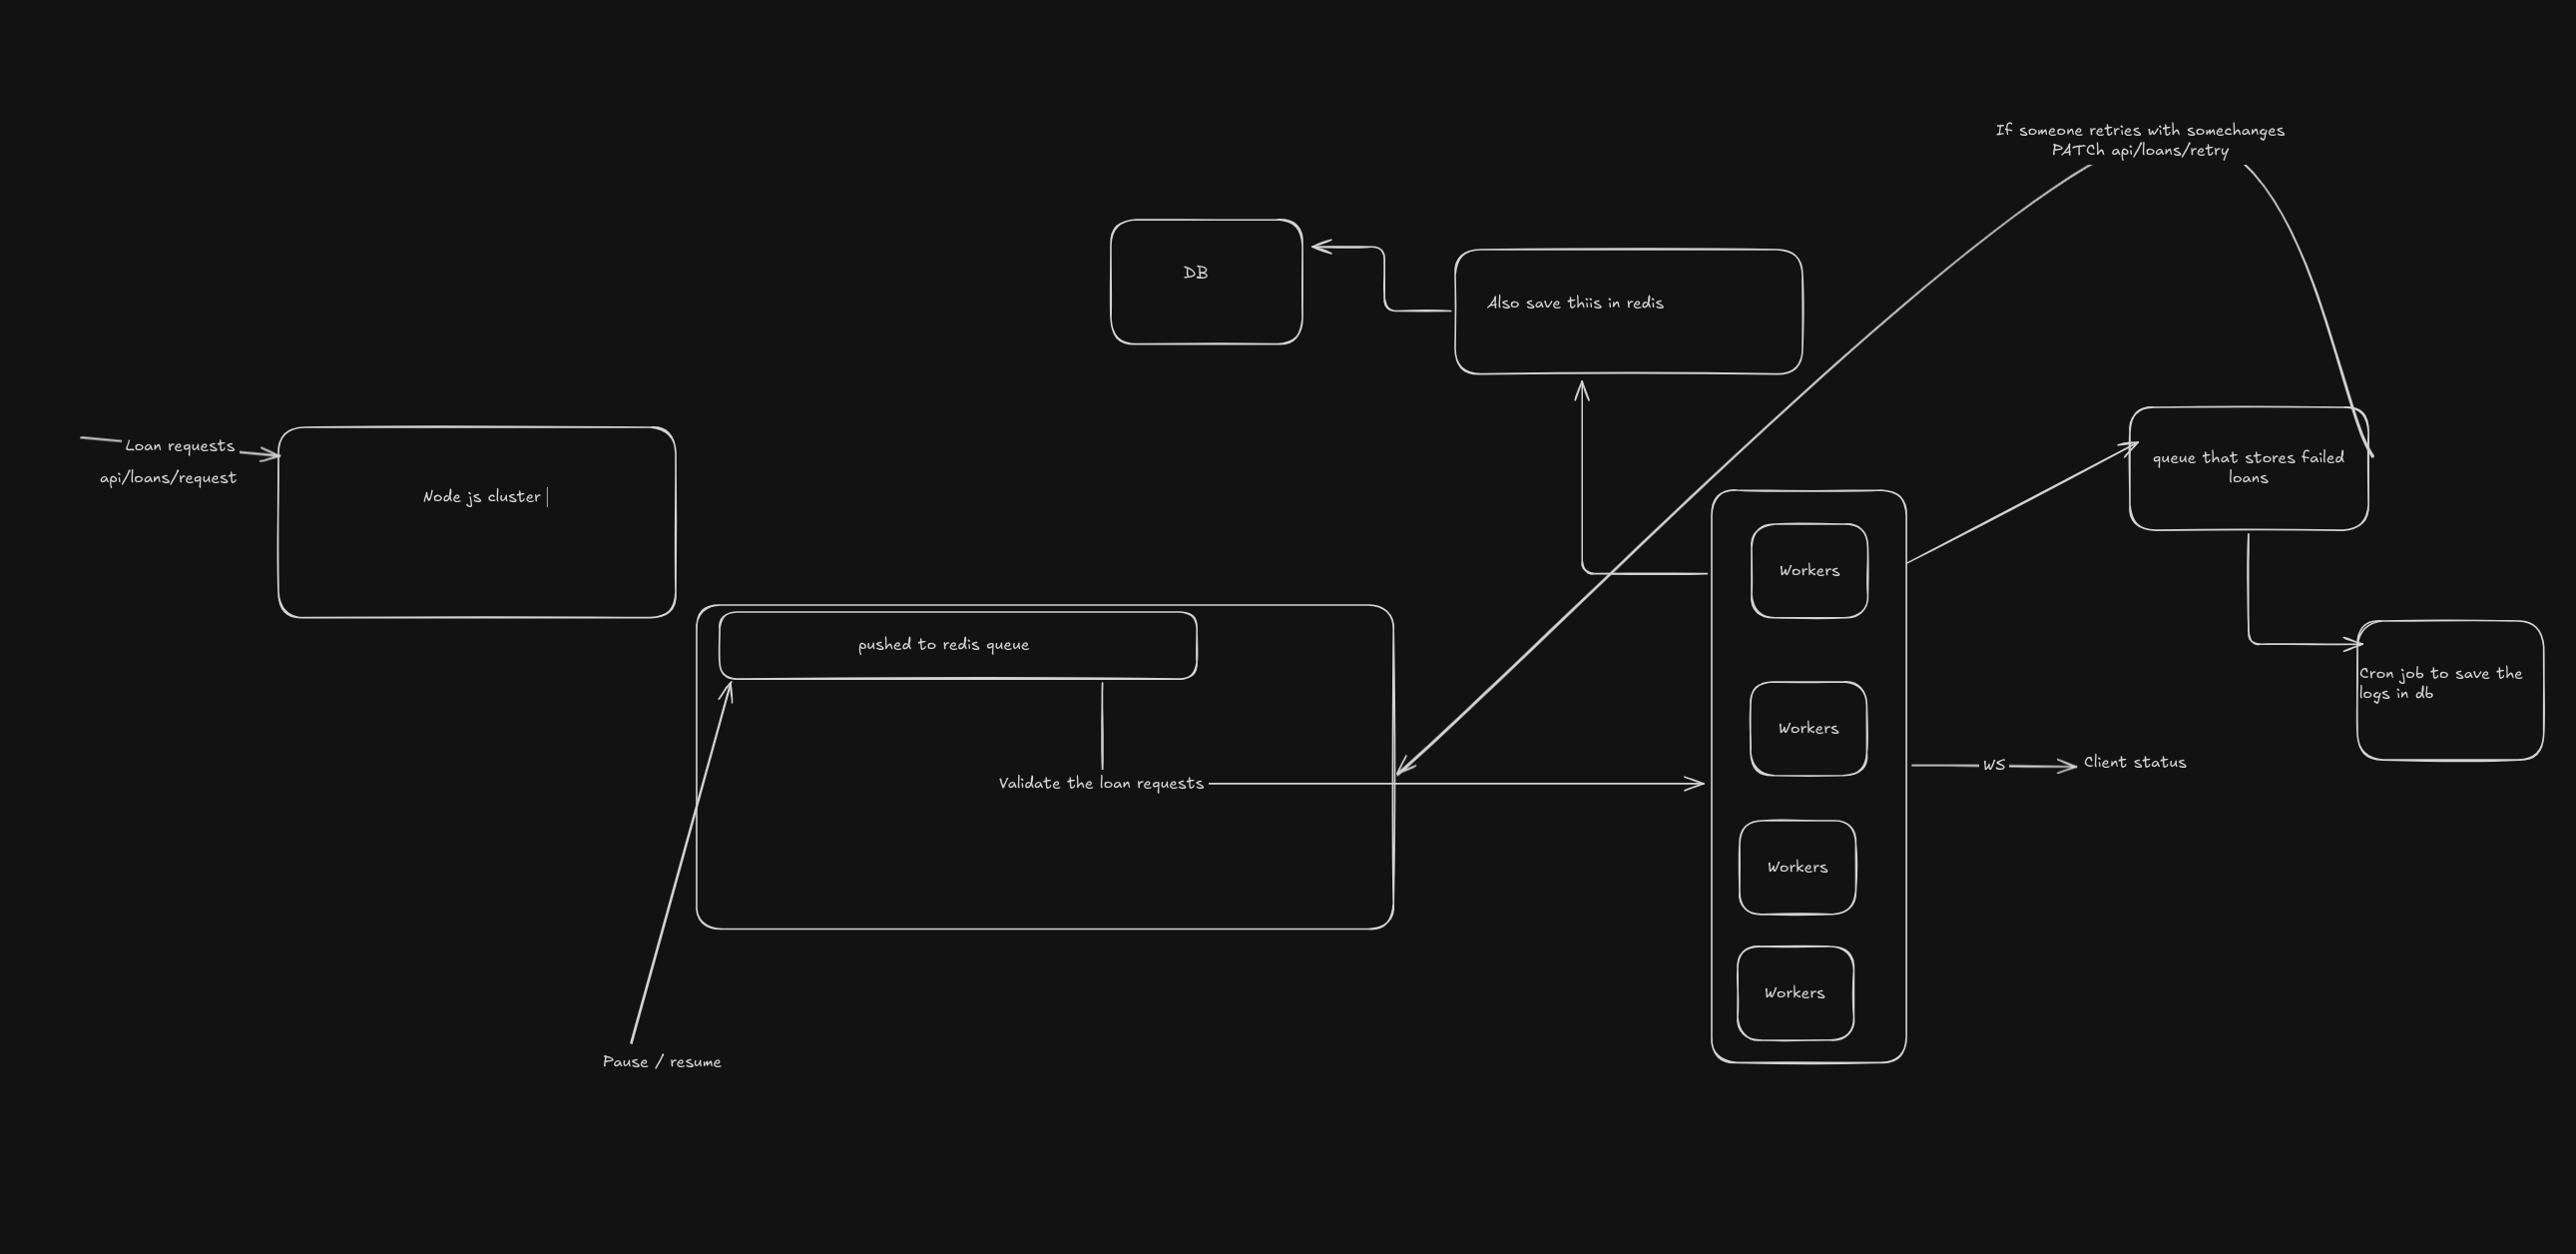 If someone retries with somechanges
PATCh api/loans/retry
DB
Also save thiis in redis
Loan requests
api/loans/request
Node js cluster
queue that stores failed
loans
Workers
pushed to redis queue
Cron job to save the
logs in db
Workers
Validate the loan requests
WS
Client status
Workers
Workers
Pause / resume